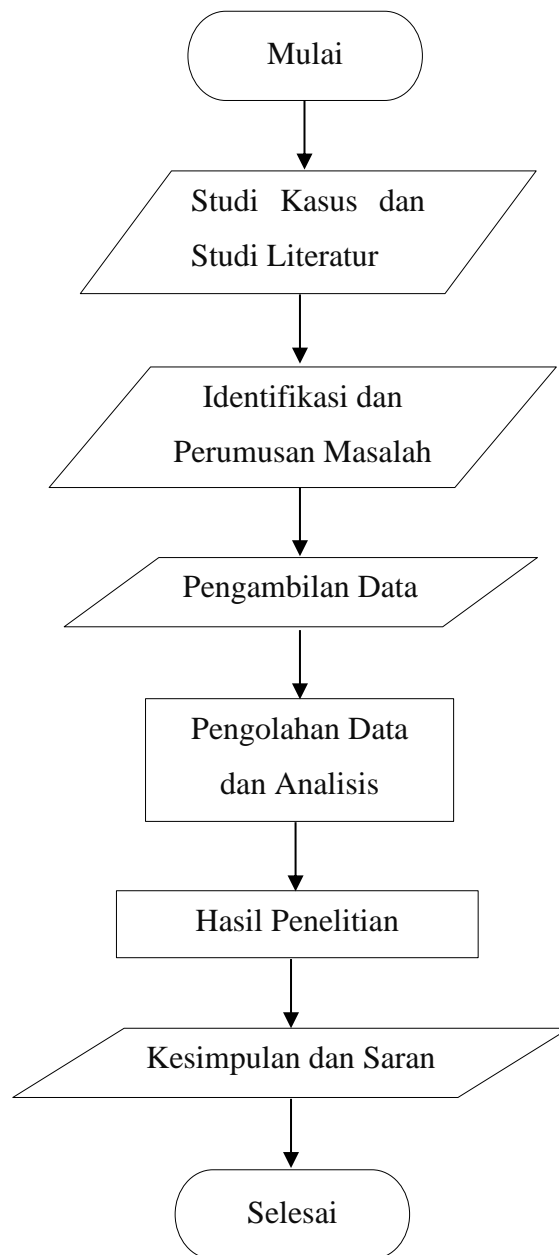 Mulai
Studi Kasus dan
Studi Literatur
Identifikasi dan
Perumusan Masalah
Pengambilan Data
Pengolahan Data
dan Analisis
Hasil Penelitian
Kesimpulan dan Saran
Selesai